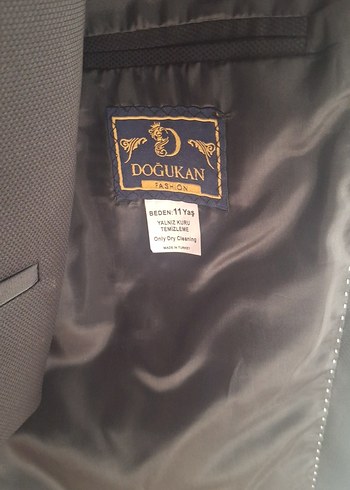 DOĞUKAN
FASHION
BEDEN: 11 Yaş
YALNIZ KURU
TEMİZLEME
Only Dry Cleaning
MADE IN TURKEY